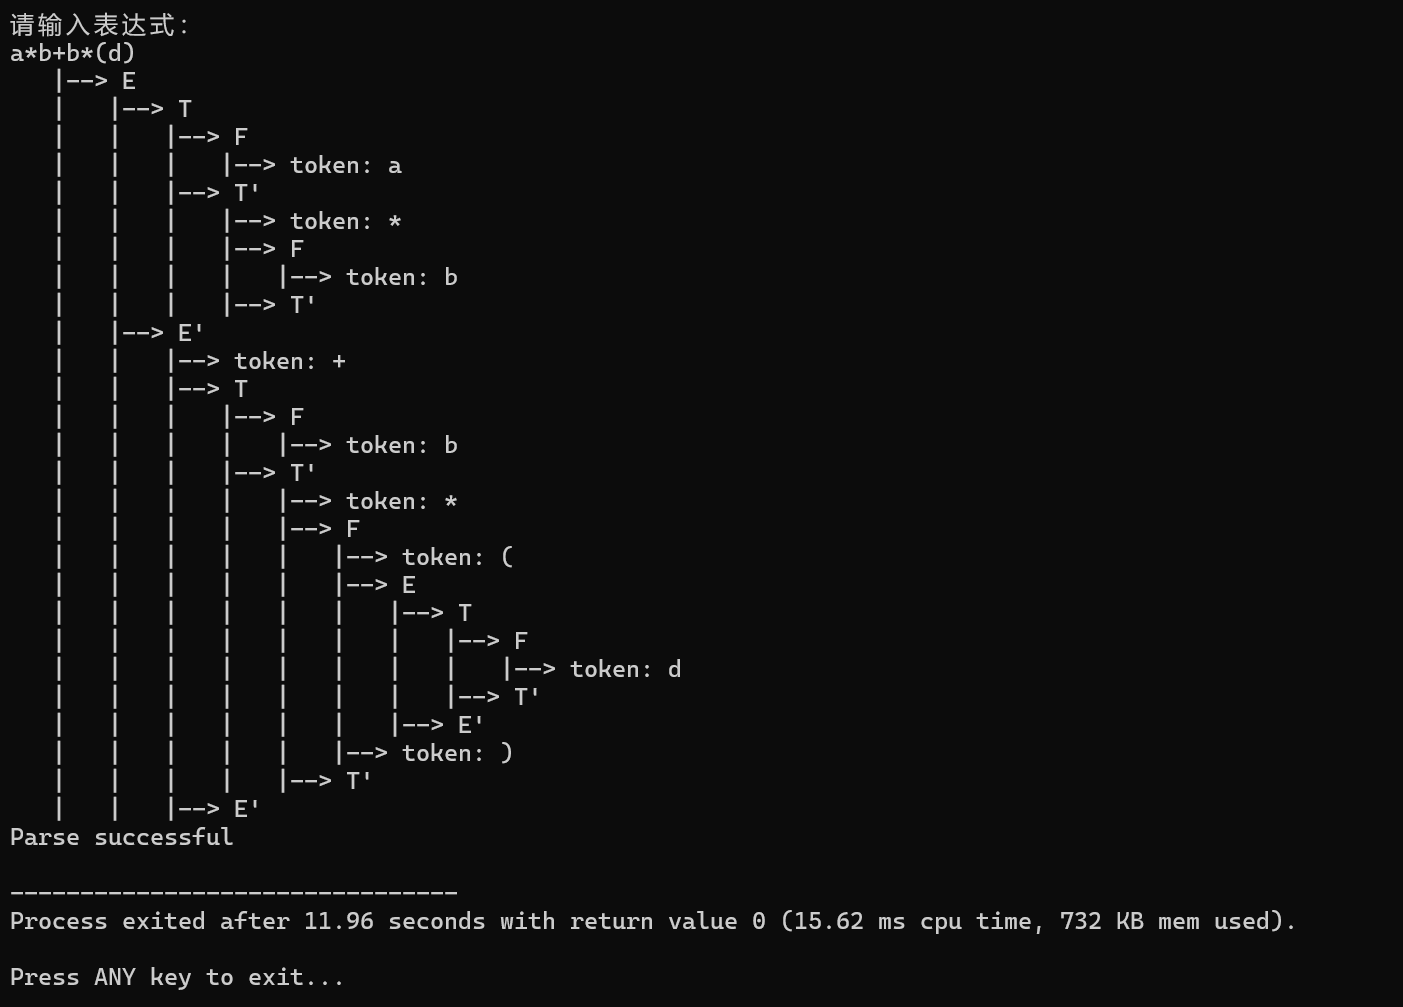 请输入表达式：
a*b+b*(d)
   |--> E
   |   |--> T
   |   |   |--> F
   |   |   |   |--> token: a
   |   |   |--> T'
   |   |   |   |--> token: *
   |   |   |   |--> F
   |   |   |   |   |--> token: b
   |   |   |   |--> T'
   |   |--> E'
   |   |   |--> token: +
   |   |   |--> T
   |   |   |   |--> F
   |   |   |   |   |--> token: b
   |   |   |   |--> T'
   |   |   |   |   |--> token: *
   |   |   |   |   |--> F
   |   |   |   |   |   |--> token: (
   |   |   |   |   |   |--> E
   |   |   |   |   |   |   |--> T
   |   |   |   |   |   |   |   |--> F
   |   |   |   |   |   |   |   |   |--> token: d
   |   |   |   |   |   |   |   |--> T'
   |   |   |   |   |   |   |--> E'
   |   |   |   |   |   |--> token: )
   |   |   |   |   |--> T'
   |   |   |--> E'
Parse successful

--------------------------------
Process exited after 11.96 seconds with return value 0 (15.62 ms cpu time, 732 KB mem used).

Press ANY key to exit...